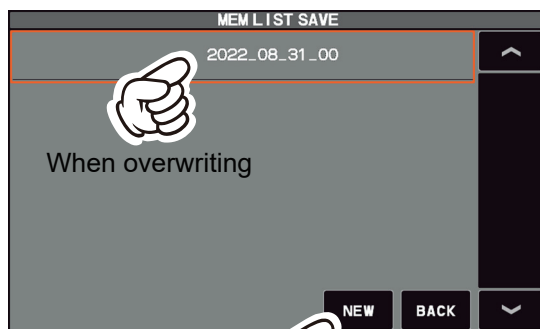 MEM LIST SAVE
2022_08_31_00
When overwriting
NEW BACK